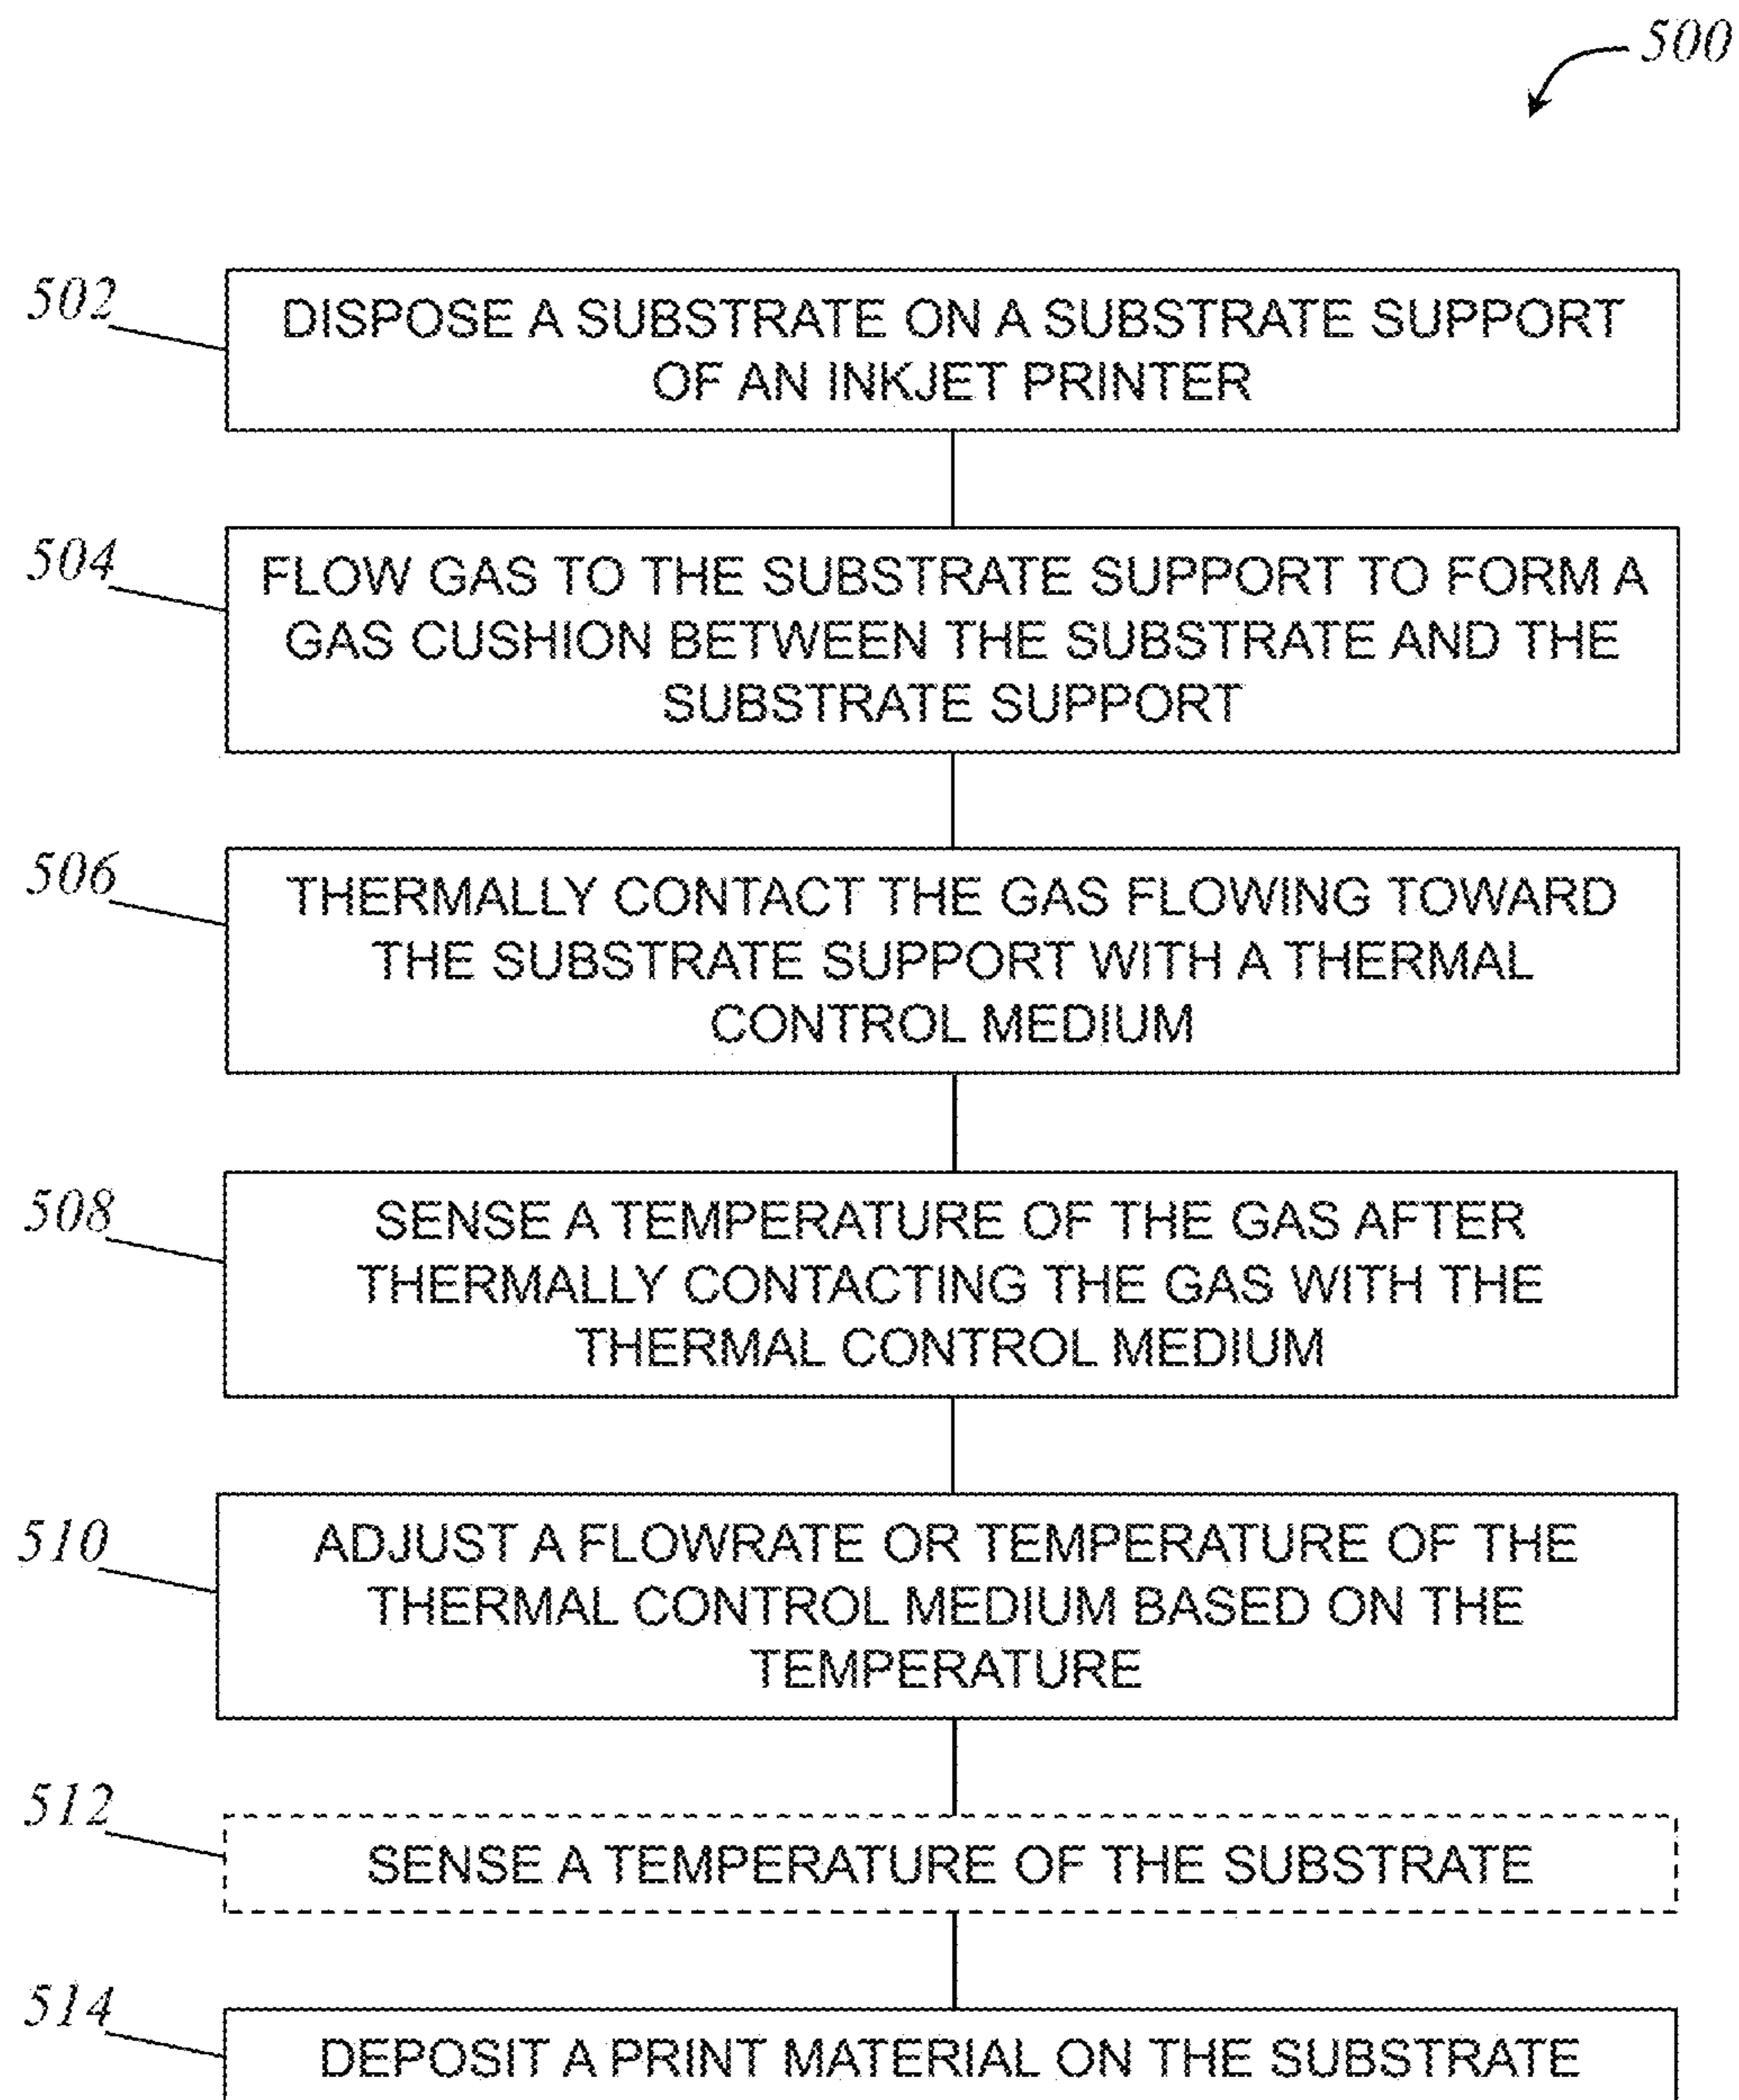 500
502
DISPOSE A SUBSTRATE ON A SUBSTRATE SUPPORT
OF AN INKJET PRINTER
504
FLOW GAS TO THE SUBSTRATE SUPPORT TO FORM A
GAS CUSHION BETWEEN THE SUBSTRATE AND THE
SUBSTRATE SUPPORT
506
THERMALLY CONTACT THE GAS FLOWING TOWARD
THE SUBSTRATE SUPPORT WITH A THERMAL
CONTROL MEDIUM
508
SENSE A TEMPERATURE OF THE GAS AFTER
THERMALLY CONTACTING THE GAS WITH THE
THERMAL CONTROL MEDIUM
510
ADJUST A FLOWRATE OR TEMPERATURE OF THE
THERMAL CONTROL MEDIUM BASED ON THE
TEMPERATURE
512
SENSE A TEMPERATURE OF THE SUBSTRATE
514
DEPOSIT A PRINT MATERIAL ON THE SUBSTRATE